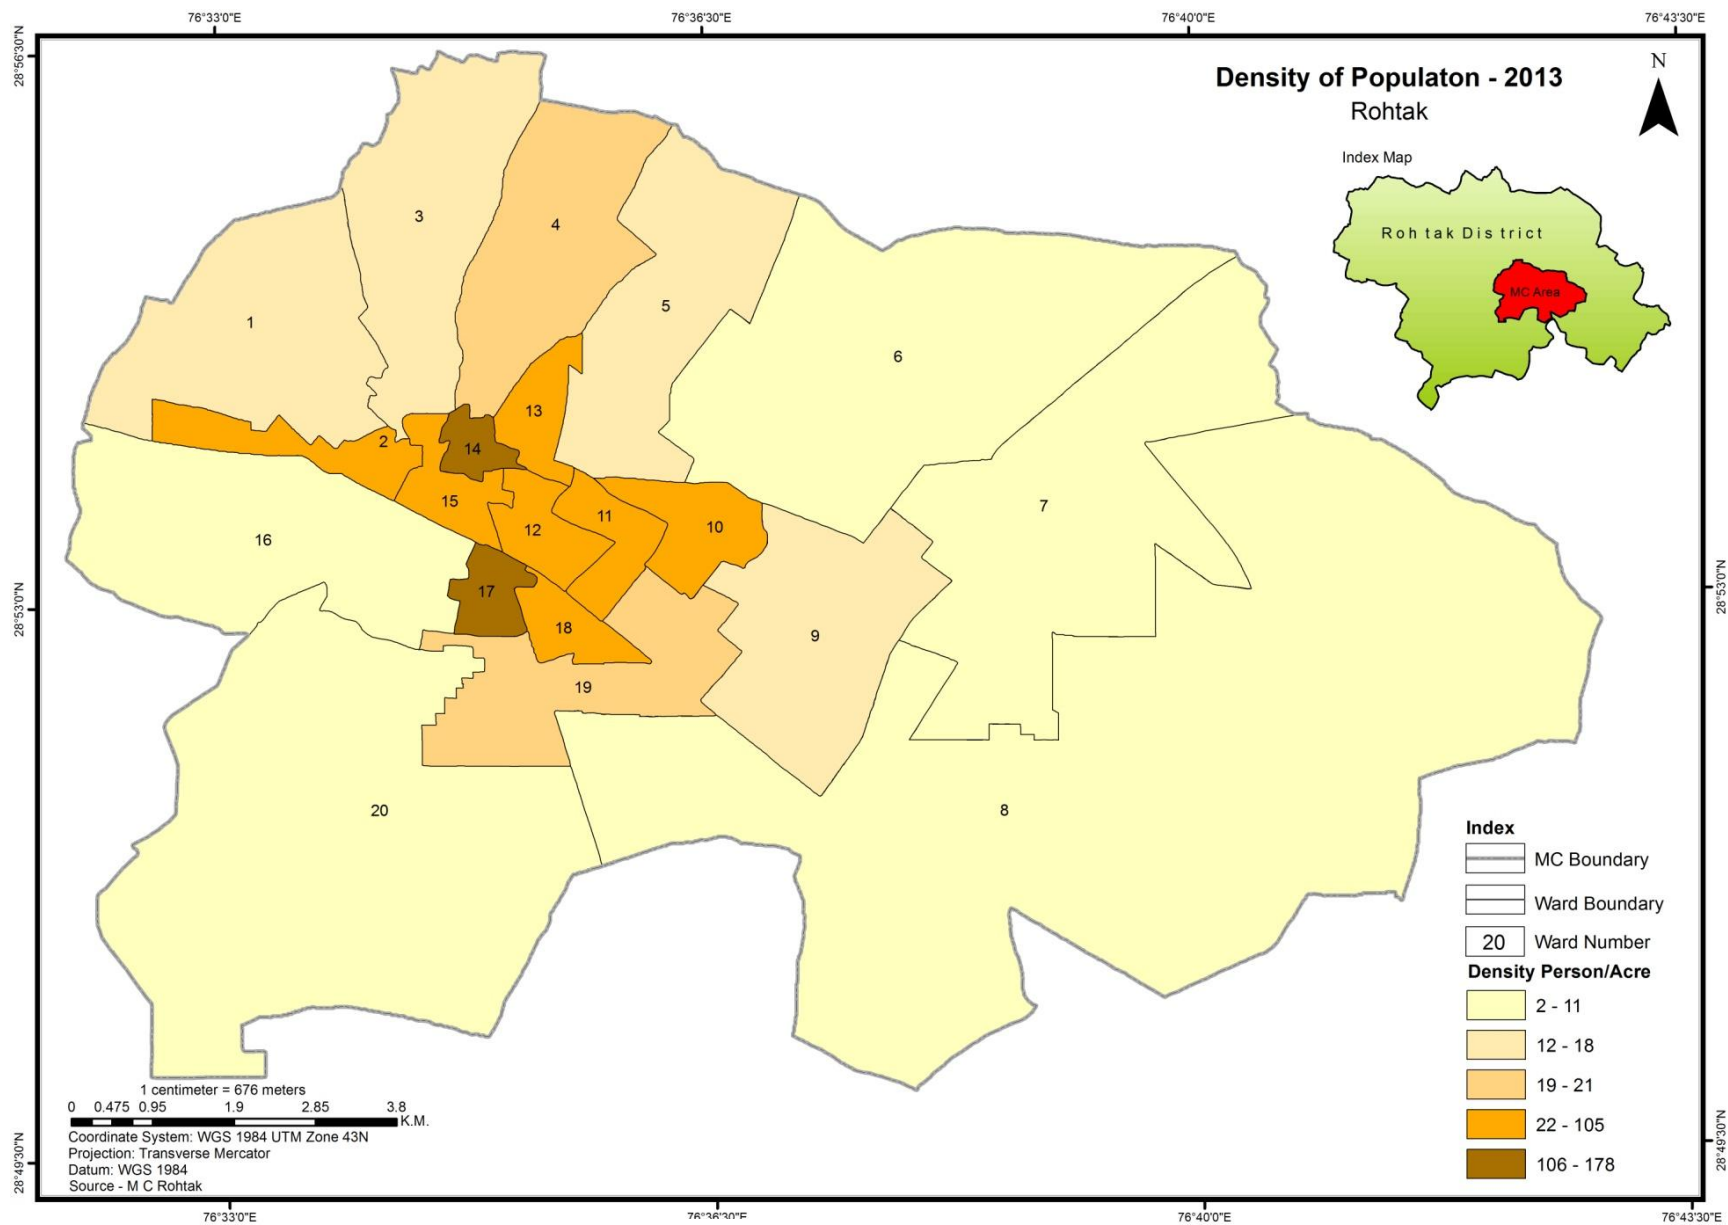 76°33'0"E 76°36'30"E 76°40'0"E 76°43'30"E
28°56'30"N
Density of Populaton - 2013
Rohtak
N
Index Map
Roh tak Dis trict
MC Area
3
4
1
5
6
13
2
14
15
11
12
10
7
16
17
18
9
19
20
8
28°53'0"N
28°53'0"N
Index
MC Boundary
Ward Boundary
20 Ward Number
Density Person/Acre
2 - 11
12 - 18
19 - 21
22 - 105
106 - 178
1 centimeter = 676 meters
0 0.475 0.95 1.9 2.85 3.8
K.M.
Coordinate System: WGS 1984 UTM Zone 43N
Projection: Transverse Mercator
Datum: WGS 1984
Source - M C Rohtak
28°49'30"N
28°49'30"N
76°33'0"E 76°36'30"E 76°40'0"E 76°43'30"E